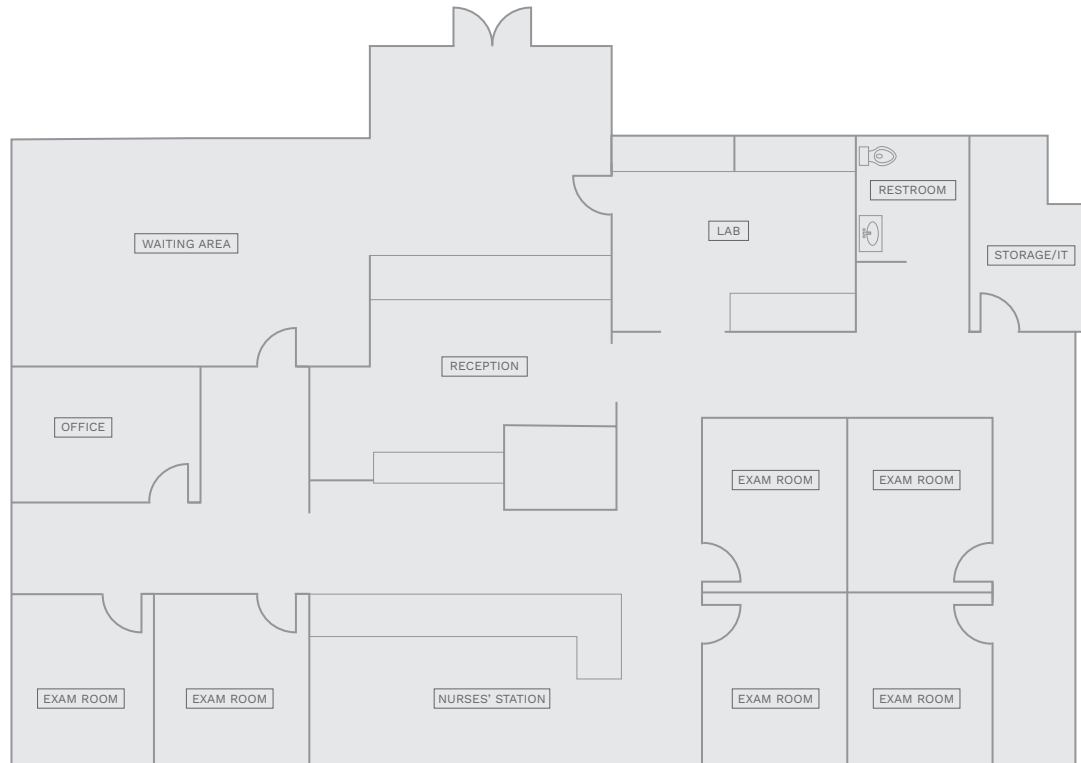 RESTROOM
LAB
WAITING AREA
STORAGE/IT
RECEPTION
OFFICE
EXAM ROOM
EXAM ROOM
EXAM ROOM
EXAM ROOM
NURSES' STATION
EXAM ROOM
EXAM ROOM